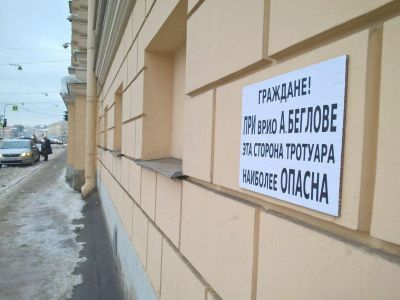 ГРАЖДАНЕ!
ПРИ ВРИО А.БЕГЛОВЕ
ЭТА СТОРОНА ТРОТУАРА
НАИБОЛЕЕ ОПАСНА